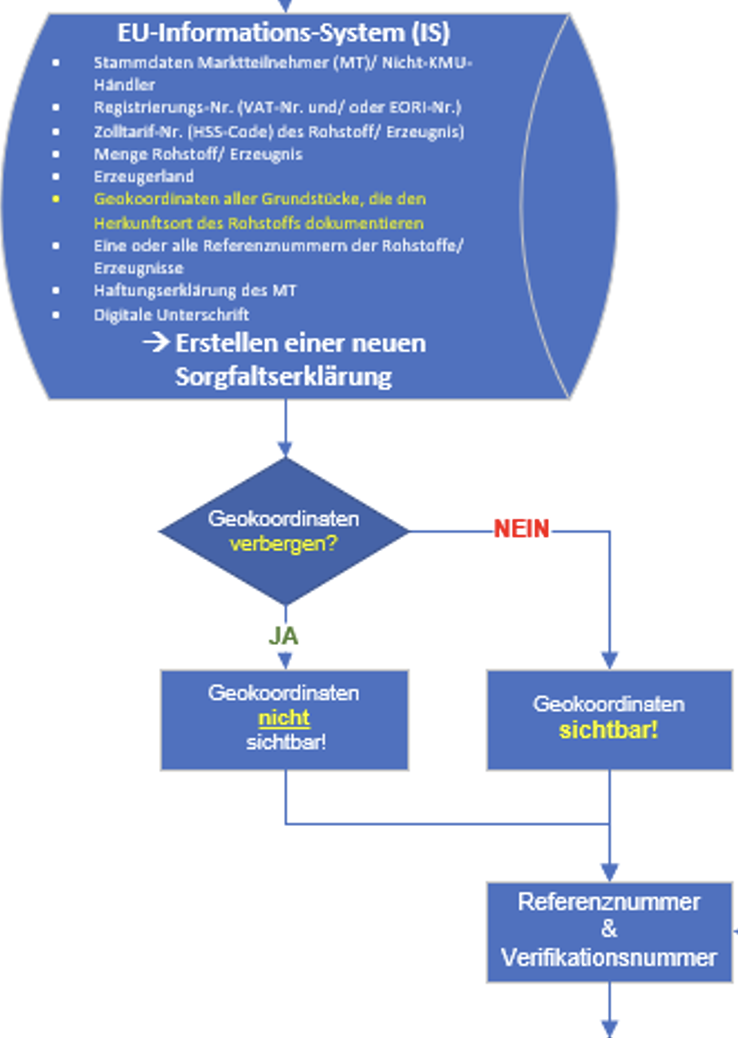 EU-Informations-System (IS)
• Stammdaten Marktteilnehmer (MT)/ Nicht-KMU-
Händler
• Registrierungs-Nr. (VAT-Nr. und/ oder EORI-Nr.)
• Zolltarif-Nr. (HS5-Code) des Rohstoff/ Erzeugnis)
• Menge Rohstoff/ Erzeugnis
• Erzeugerland
• Geokoordinaten aller Grundstücke, die den
Herkunftsort des Rohstoffs dokumentieren
• Eine oder alle Referenznummern der Rohstoffe/
Erzeugnisse
• Haftungserklärung des MT
• Digitale Unterschrift
→ Erstellen einer neuen
Sorgfaltserklärung
Geokoordinaten
verbergen?
NEIN
JA
Geokoordinaten
nicht
sichtbar!
Geokoordinaten
sichtbar!
Referenznummer
&
Verifikationsnummer